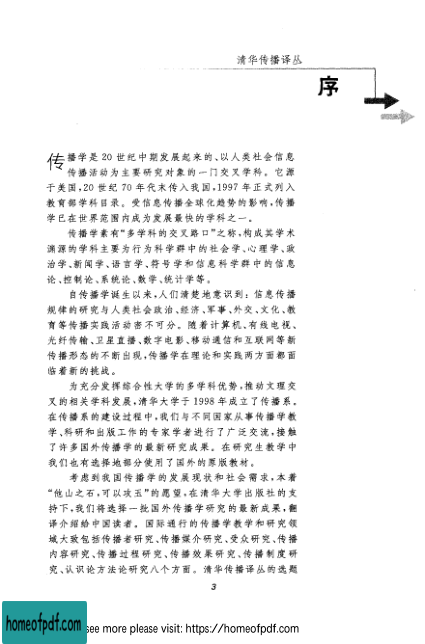 清华传播译丛
序
传播学是 20 世纪中期发展起来的、以人类社会信息
传播活动为主要研究对象的一门交叉学科。它源
于美国,20 世纪 70 年代末传入我国,1997 年正式列入
教育部学科目录。受信息传播全球化趋势的影响,传播
学已在世界范围内成为发展最快的学科之一。
传播学素有“多学科的交叉路口”之称,构成其学术
渊源的学科主要为行为科学群中的社会学、心理学、政
治学、新闻学、语言学、符号学和信息科学群中的信息
论、控制论、系统论、数学、统计学等。
自传播学诞生以来,人们清楚地意识到:信息传播
规律的研究与人类社会政治、经济、军事、外交、文化、教
育等传播实践活动密不可分。随着计算机、有线电视、
光纤传输、卫星直播、数字电影、移动通信和互联网等新
传播形态的不断出现,传播学在理论和实践两方面都面
临着新的挑战。
为充分发挥综合性大学的多学科优势,推动文理交
叉的相关学科发展,清华大学于 1998 年成立了传播系。
在传播系的建设过程中,我们与不同国家从事传播学教
学、科研和出版工作的专家学者进行了广泛交流,接触
了许多国外传播学的最新研究成果。在研究生教学中
我们也有选择地部分使用了国外的原版教材。
考虑到我国传播学的发展现状和社会需求,本着
“他山之石,可以攻玉”的愿望,在清华大学出版社的支
持下,我们将选择一批国外传播学研究的最新成果,翻
译介绍给中国读者。国际通行的传播学教学和研究领
域大致包括传播者研究、传播媒介研究、受众研究、传播
内容研究、传播过程研究、传播效果研究、传播制度研
究、认识论方法论研究八个方面。清华传播译丛的选题
3
homeofpdf.com
see more please visit: https://homeofpdf.com